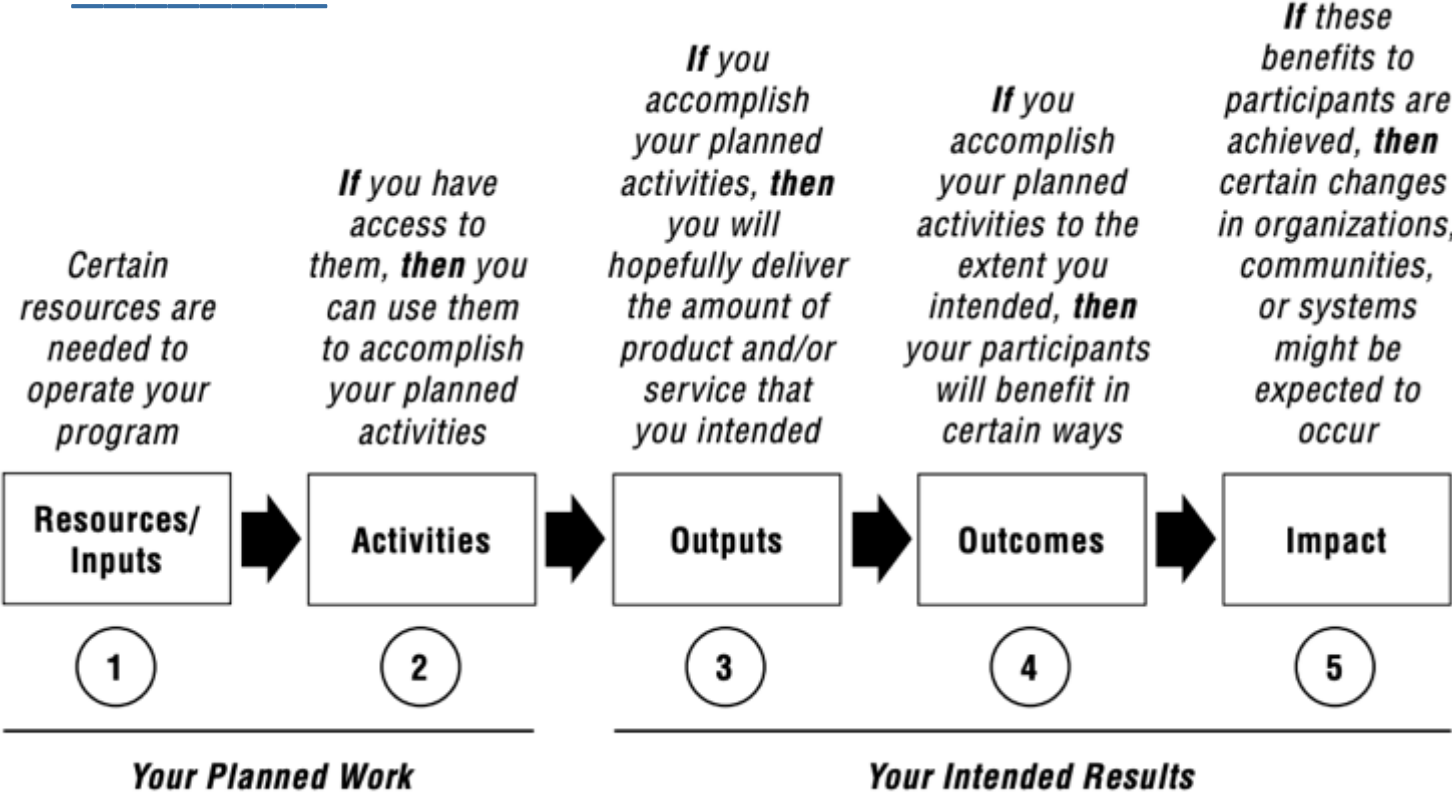 Certain
resources are
needed to
operate your
program
If you have
access to
them, then you
can use them
to accomplish
your planned
activities
If you
accomplish
your planned
activities, then
you will
hopefully deliver
the amount of
product and/or
service that
you intended
If you
accomplish
your planned
activities to the
extent you
intended, then
your participants
will benefit in
certain ways
If these
benefits to
participants are
achieved, then
certain changes
in organizations,
communities,
or systems
might be
expected to
occur
Resources/
Inputs
Activities
Outputs
Outcomes
Impact
1
2
3
4
5
Your Planned Work
Your Intended Results